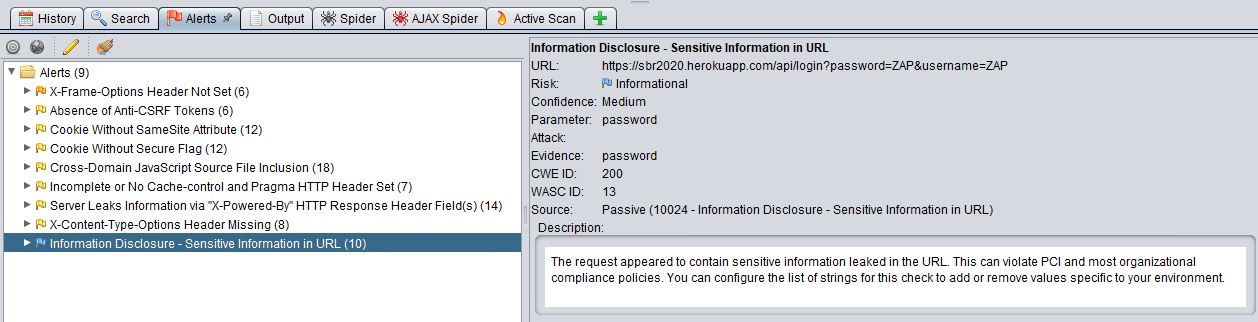 History Search Alerts Output Spider AJAX Spider Active Scan
Alerts (9)
X-Frame-Options Header Not Set (6)
Absence of Anti-CSRF Tokens (6)
Cookie Without SameSite Attribute (12)
Cookie Without Secure Flag (12)
Cross-Domain JavaScript Source File Inclusion (18)
Incomplete or No Cache-control and Pragma HTTP Header Set (7)
Server Leaks Information via "X-Powered-By" HTTP Response Header Field(s) (14)
X-Content-Type-Options Header Missing (8)
Information Disclosure - Sensitive Information in URL (10)
Information Disclosure - Sensitive Information in URL
URL: https://sbr2020.herokuapp.com/api/login?password=ZAP&username=ZAP
Risk: Informational
Confidence: Medium
Parameter: password
Attack:
Evidence: password
CWE ID: 200
WASC ID: 13
Source: Passive (10024 - Information Disclosure - Sensitive Information in URL)
Description:
The request appeared to contain sensitive information leaked in the URL. This can violate PCI and most organizational
compliance policies. You can configure the list of strings for this check to add or remove values specific to your environment.